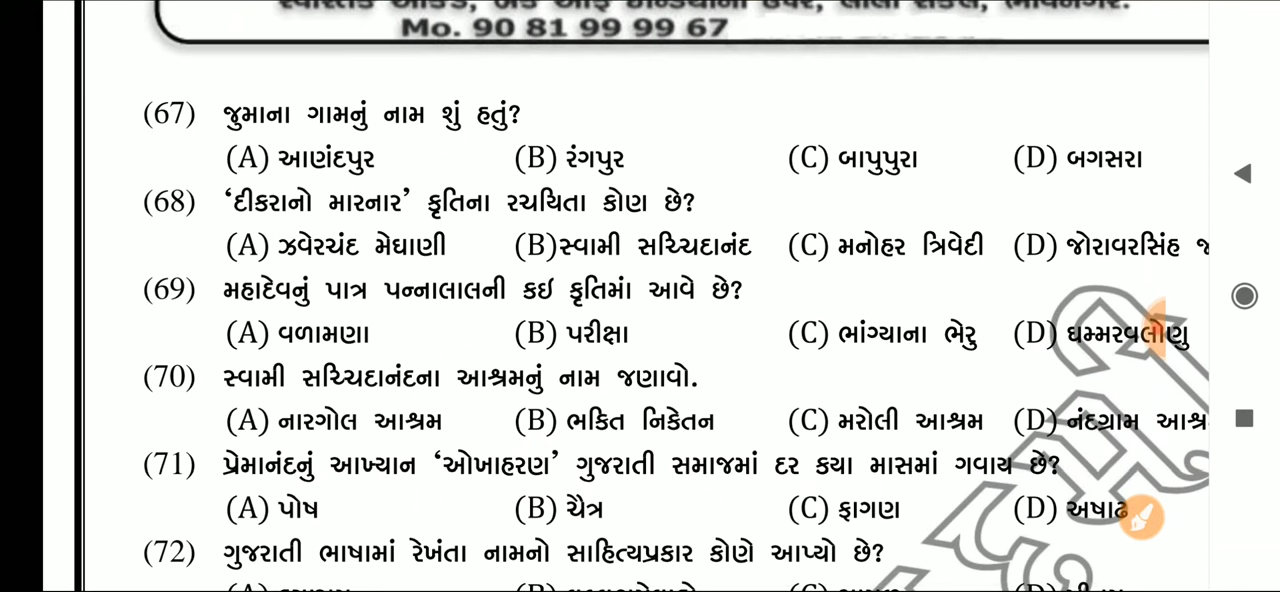 Mo. 90 81 99 99 67
(67) જુમાના ગામનું નામ શું હતું?
(A) આણંદપુર (B) રંગપુર (C) બાપુપુરા (D) બગસરા
(68) ‘દીકરાનો મારનાર’ કૃતિના રચયિતા કોણ છે?
(A) ઝવેરચંદ મેઘાણી (B)સ્વામી સચ્ચિદાનંદ (C) મનોહર ત્રિવેદી (D) જોરાવરસિંહ
(69) મહાદેવનું પાત્ર પન્નાલાલની કઇ કૃતિમાં આવે છે?
(A) વળામણા (B) પરીક્ષા (C) ભાંગ્યાના ભેરુ (D) ઘમ્મરવલોણુ
(70) સ્વામી સચ્ચિદાનંદના આશ્રમનું નામ જણાવો.
(A) નારગોલ આશ્રમ (B) ભકિત નિકેતન (C) મરોલી આશ્રમ (D) નંદગ્રામ આશ્ર
(71) પ્રેમાનંદનું આખ્યાન ‘ઓખાહરણ’ ગુજરાતી સમાજમાં દર કયા માસમાં ગવાય છે?
(A) પોષ (B) ચૈત્ર (C) ફાગણ (D) અષાઢ
(72) ગુજરાતી ભાષામાં રેખંતા નામનો સાહિત્યપ્રકાર કોણે આપ્યો છે?